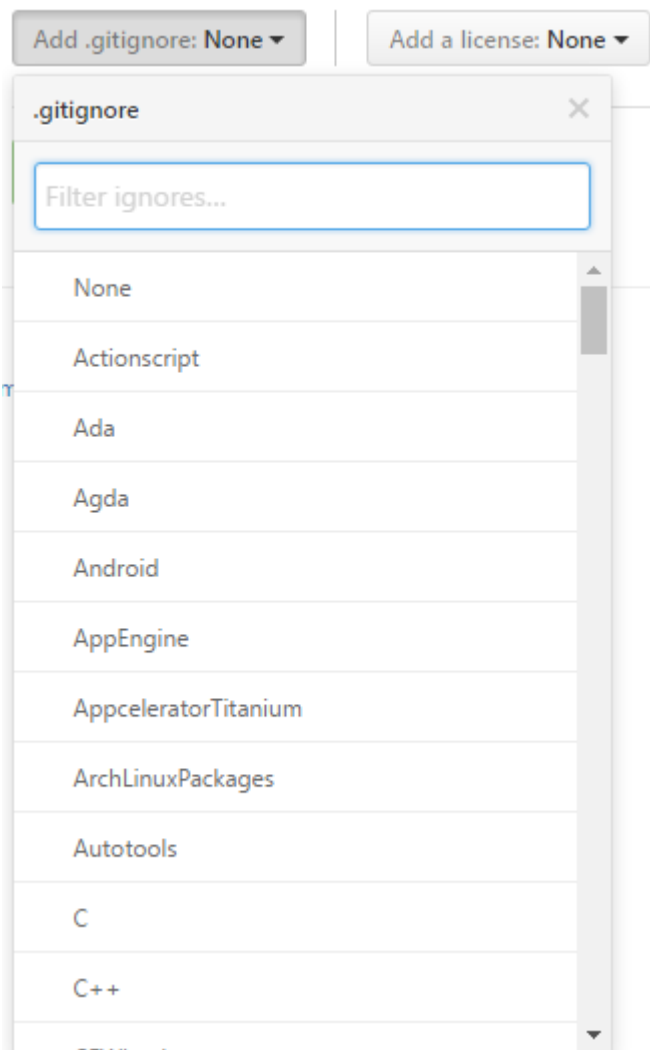 Add .gitignore: None Add a license: None
.gitignore
Filter ignores...
None
Actionscript
Ada
Agda
Android
AppEngine
AppceleratorTitanium
ArchLinuxPackages
Autotools
C
C++